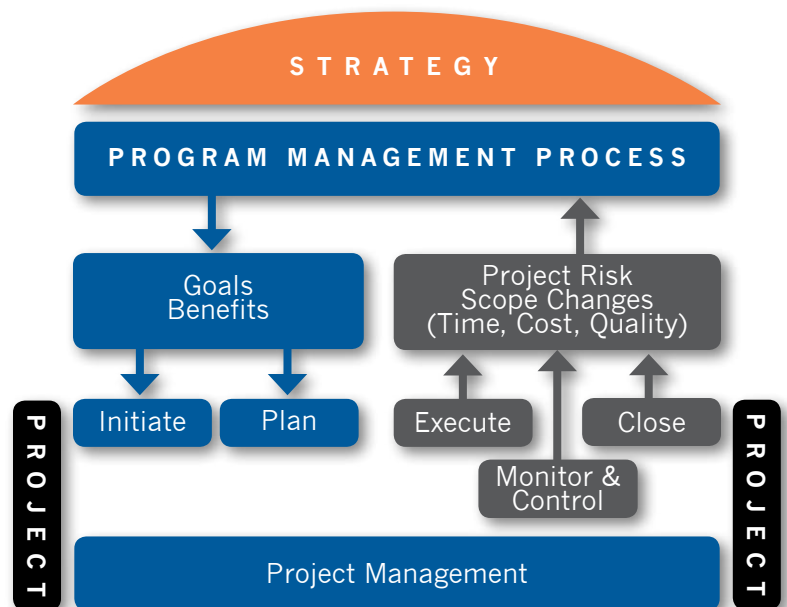 STRATEGY
PROGRAM MANAGEMENT PROCESS
Goals
Benefits
Project Risk
Scope Changes
(Time, Cost, Quality)
PROJECT
Initiate
Plan
Execute
Close
PROJECT
Monitor &
Control
Project Management